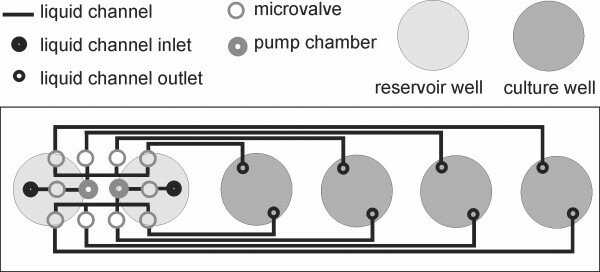 liquid channel
liquid channel inlet
liquid channel outlet
microvalve
pump chamber
reservoir well
culture well